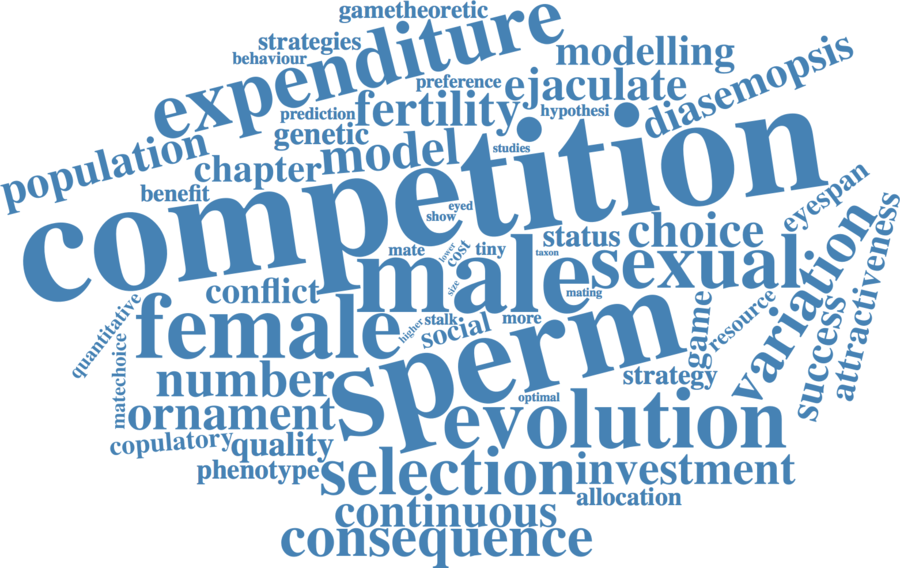 gametheoretic
expenditure
strategies
behaviour
modelling
preference
ejaculate
diasemopsis
prediction
fertility
hypothesi
genetic
population
chapter
model
studies
competition
benefit
eyed
show
eyespan
status
choice
mate
lower
cost
tiny
taxon
male
sexual
variation
attractiveness
conflict
size
mating
quantitative
female
higher
stalk
social
more
game
resource
success
matechoice
number
sperm
strategy
ornament
optimal
evolution
copulatory
quality
phenotype
selection
investment
allocation
continuous
consequence